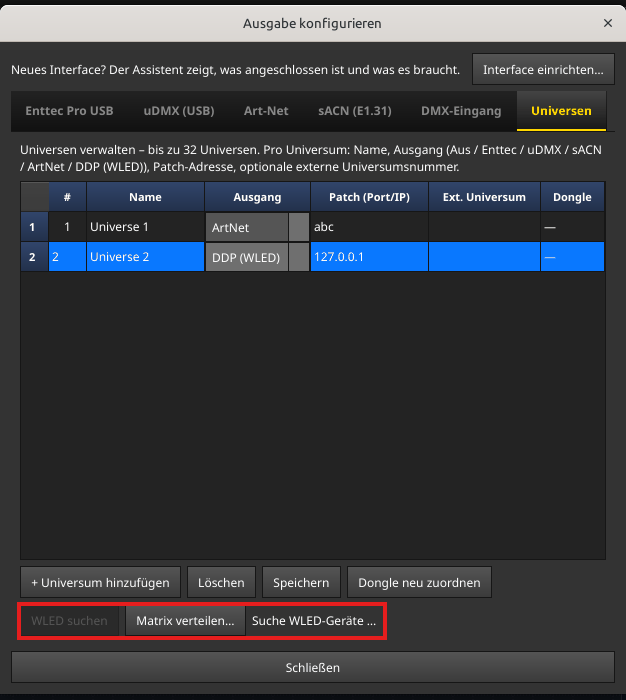 Ausgabe konfigurieren
Neues Interface? Der Assistent zeigt, was angeschlossen ist und was es braucht. Interface einrichten...
Enttec Pro USB uDMX (USB) Art-Net sACN (E1.31) DMX-Eingang Universen
Universen verwalten – bis zu 32 Universen. Pro Universum: Name, Ausgang (Aus / Enttec / uDMX / sACN
/ ArtNet / DDP (WLED)), Patch-Adresse, optionale externe Universumsnummer.
# Name Ausgang Patch (Port/IP) Ext. Universum Dongle
1 1 Universe 1 ArtNet abc —
2 2 Universe 2 DDP (WLED) 127.0.0.1 —
+ Universum hinzufügen Löschen Speichern Dongle neu zuordnen
WLED suchen Matrix verteilen... Suche WLED-Geräte ...
Schließen